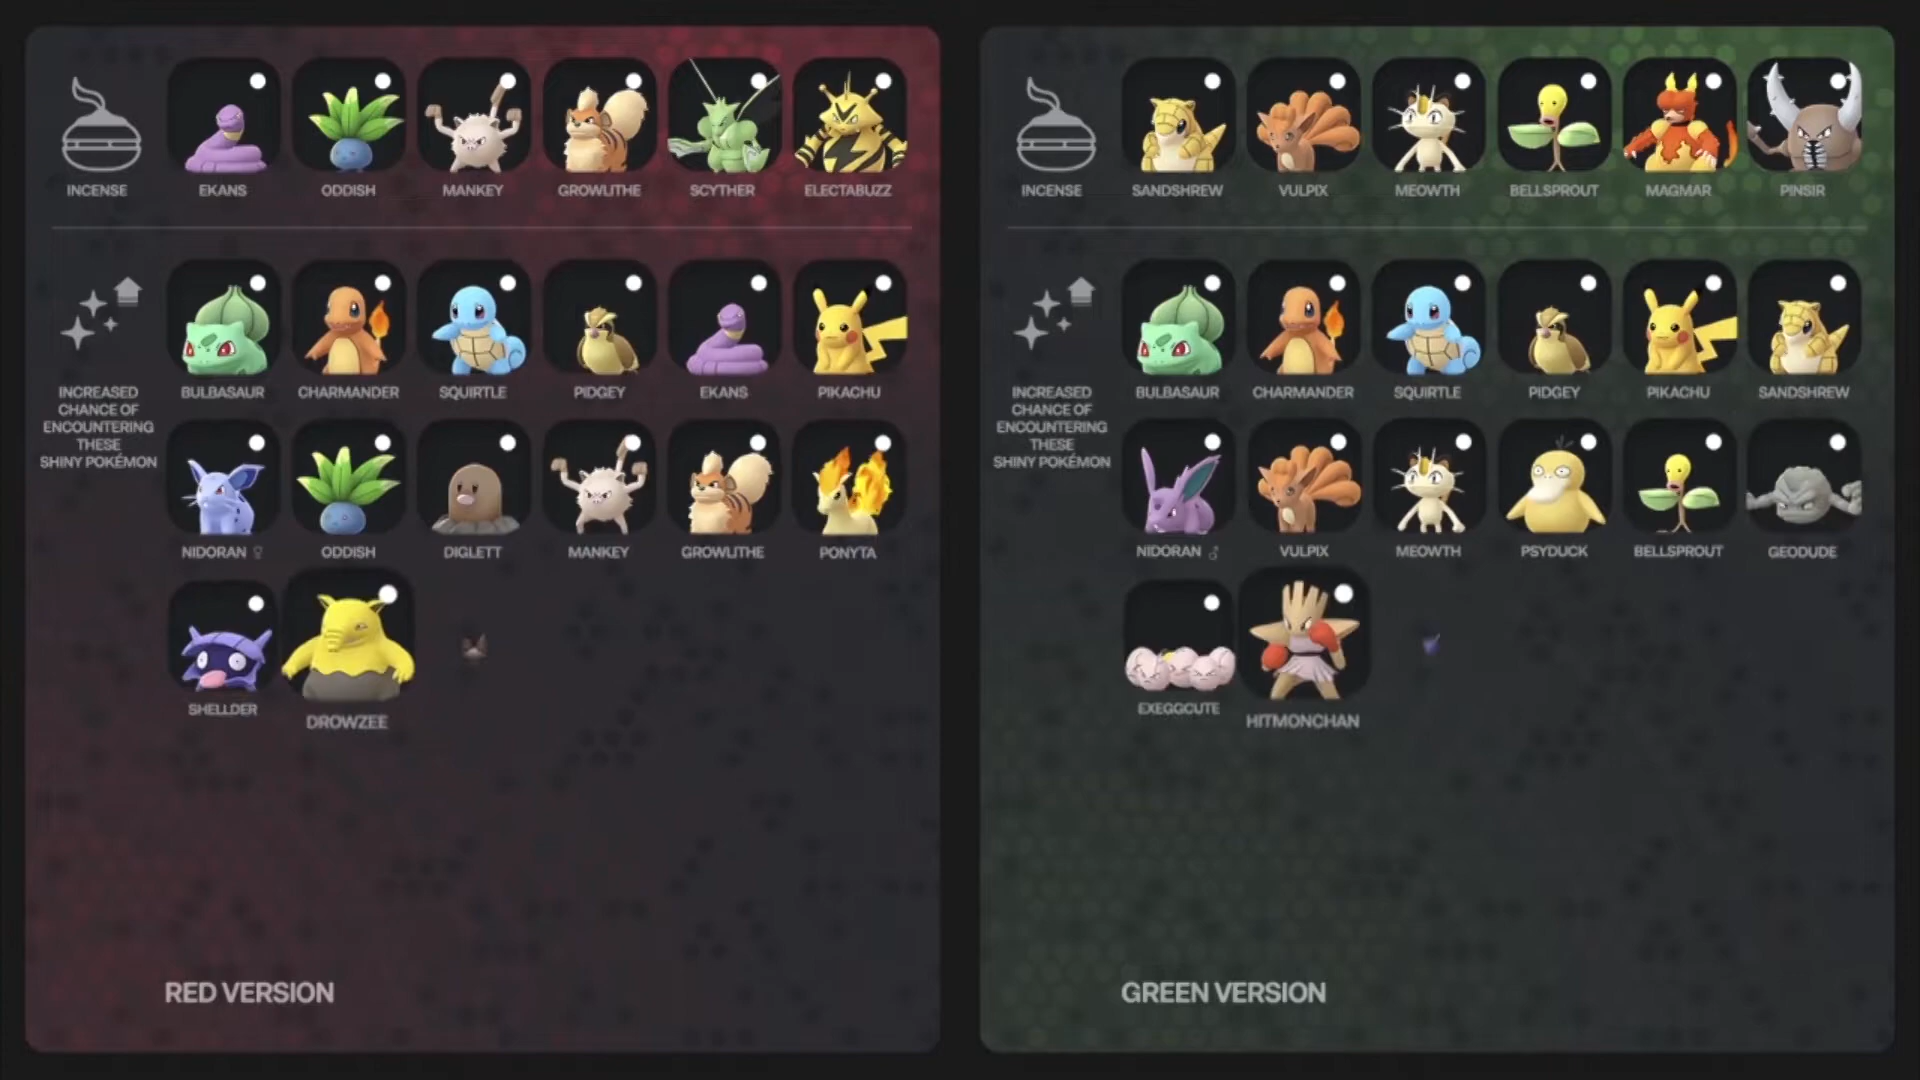 INCENSE
EKANS
ODDISH
MANKEY
GROWLITHE
SCYTHER
ELECTABUZZ
INCREASED
CHANCE OF
ENCOUNTERING
THESE
SHINY POKÉMON
BULBASAUR
CHARMANDER
SQUIRTLE
PIDGEY
EKANS
PIKACHU
NIDORAN ♀
ODDISH
DIGLETT
MANKEY
GROWLITHE
PONYTA
SHELLDER
DROWZEE
RED VERSION
INCENSE
SANDSHREW
VULPIX
MEOWTH
BELLSPROUT
MAGMAR
PINSIR
INCREASED
CHANCE OF
ENCOUNTERING
THESE
SHINY POKÉMON
BULBASAUR
CHARMANDER
SQUIRTLE
PIDGEY
PIKACHU
SANDSHREW
NIDORAN ♂
VULPIX
MEOWTH
PSYDUCK
BELLSPROUT
GEODUDE
EXEGGCUTE
HITMONCHAN
GREEN VERSION